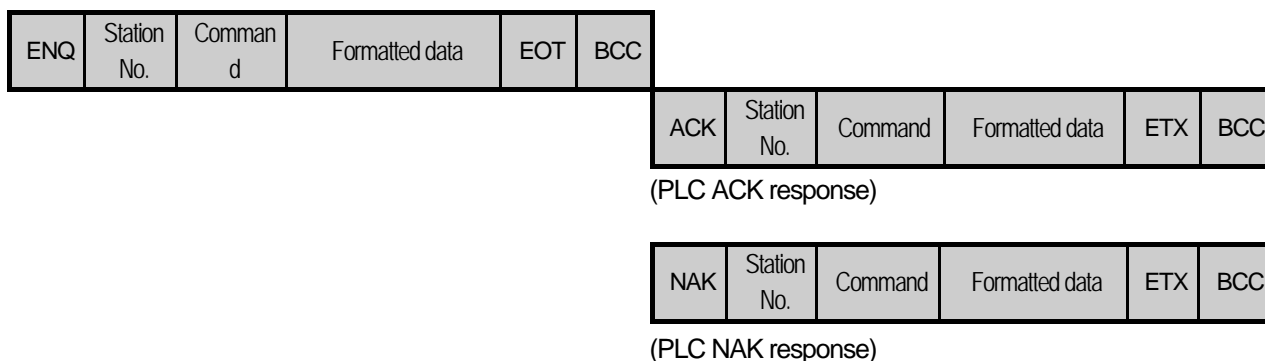 ENQ Station No. Comman d Formatted data EOT BCC
ACK Station No. Command Formatted data ETX BCC
(PLC ACK response)
NAK Station No. Command Formatted data ETX BCC
(PLC NAK response)